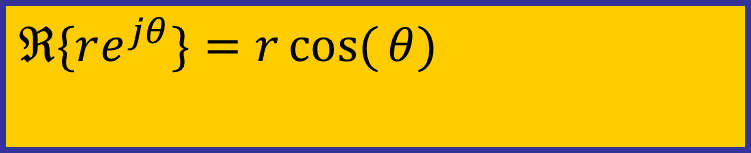 ℜ{re^{jθ}} = r cos( θ)